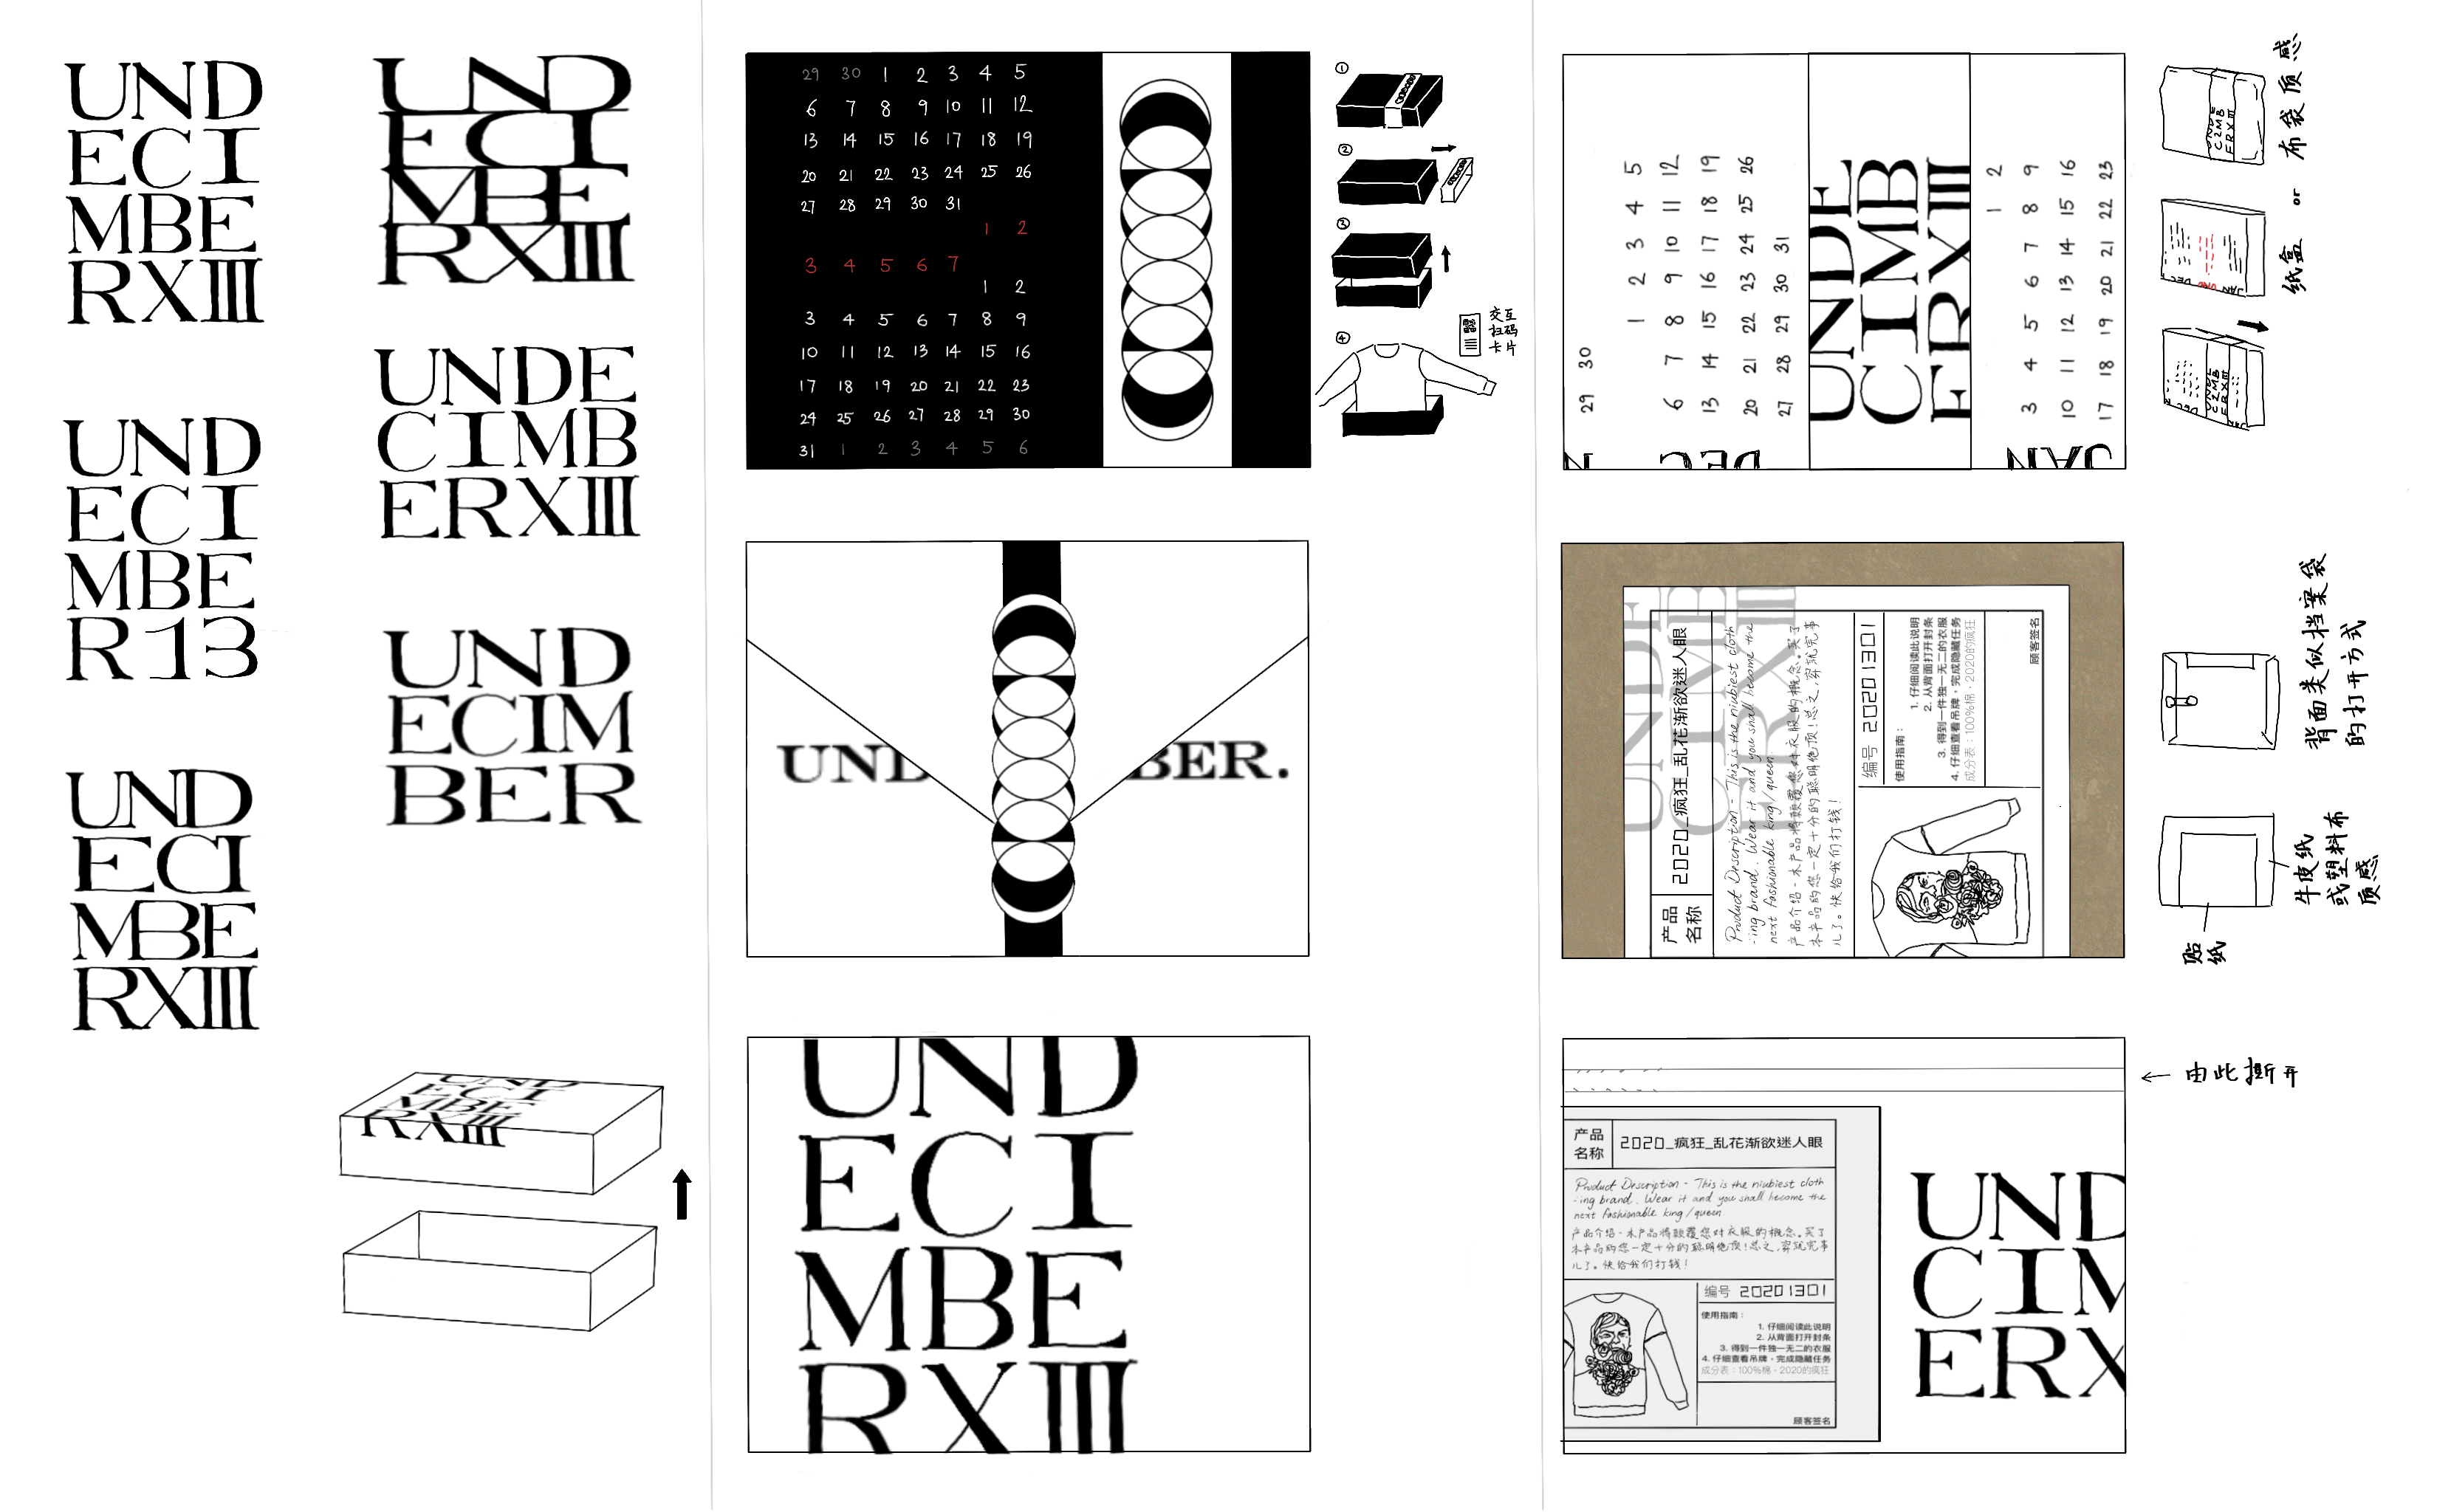 UND
ECI
MBE
RXIII
UND
ECI
MBE
R13
UND
ECI
MBE
RXIII
UND
ECI
MBE
RXIII
UNDE
CIMB
ERXIII
UND
ECIM
BER
UND
ECI
MBE
RXIII
29 30 1 2 3 4 5
6 7 8 9 10 11 12
13 14 15 16 17 18 19
20 21 22 23 24 25 26
27 28 29 30 31
1 2
3 4 5 6 7
1 2
3 4 5 6 7 8 9
10 11 12 13 14 15 16
17 18 19 20 21 22 23
24 25 26 27 28 29 30
31 1 2 3 4 5 6
①
②
③
④
交互
扫码
卡片
UND
BER.
UND
ECI
MBE
RXIII
29 30
1 2 3 4 5
6 7 8 9 10 11 12
13 14 15 16 17 18 19
20 21 22 23 24 25 26
27 28 29 30 31
DEC
UNDE
CIMB
ERXIII
1 2
3 4 5 6 7 8 9
10 11 12 13 14 15 16
17 18 19 20 21 22 23
JAN
纸盒 or 布袋质感
UNDE
CIMB
ERXIII
产品
名称
2020_疯狂_乱花渐欲迷人眼
Product Description - This is the niubiest cloth
-ing brand. Wear it and you shall become the
next fashionable king/queen.
产品介绍-本产品将颠覆您对衣服的概念。买了
本产品的您一定十分的聪明绝顶!总之,穿就完事
儿了。快给我们打钱!
编号 20201301
使用指南:
1. 仔细阅读此说明
2. 从背面打开封条
3. 得到一件独一无二的衣服
4. 仔细查看吊牌,完成隐藏任务
成分表:100%棉,2020的疯狂
顾客签名
背面类似档案袋
的打开方式
牛皮纸
或塑料布
质感
贴
纸
← 由此撕开
产品
名称
2020_疯狂_乱花渐欲迷人眼
Product Description - This is the niubiest cloth
-ing brand. Wear it and you shall become the
next fashionable king/queen.
产品介绍-本产品将颠覆您对衣服的概念。买了
本产品的您一定十分的聪明绝顶!总之,穿就完事
儿了。快给我们打钱!
编号 20201301
使用指南:
1. 仔细阅读此说明
2. 从背面打开封条
3. 得到一件独一无二的衣服
4. 仔细查看吊牌,完成隐藏任务
成分表:100%棉,2020的疯狂
顾客签名
UND
CIM
ERX